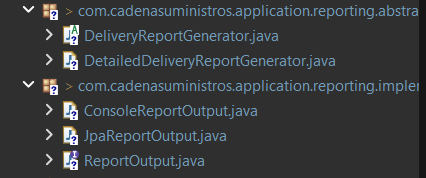 > com.cadenasuministros.application.reporting.abstra
DeliveryReportGenerator.java
DetailedDeliveryReportGenerator.java
> com.cadenasuministros.application.reporting.impler
ConsoleReportOutput.java
JpaReportOutput.java
ReportOutput.java